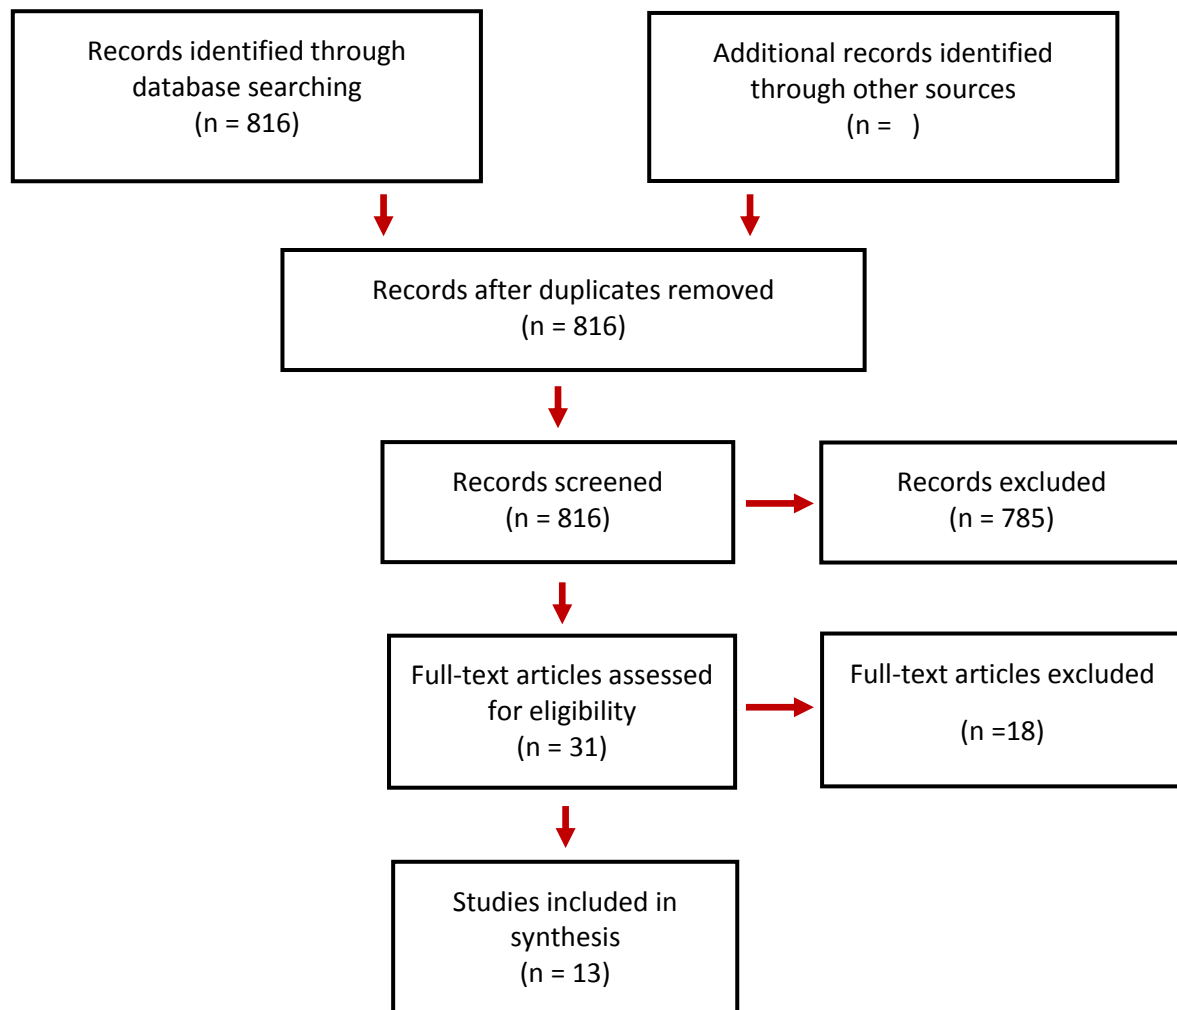 Records identified through
database searching
(n = 816)
Additional records identified
through other sources
(n =   )
Records after duplicates removed
(n = 816)
Records screened
(n = 816)
Records excluded
(n = 785)
Full-text articles assessed
for eligibility
(n = 31)
Full-text articles excluded
(n =18)
Studies included in
synthesis
(n = 13)